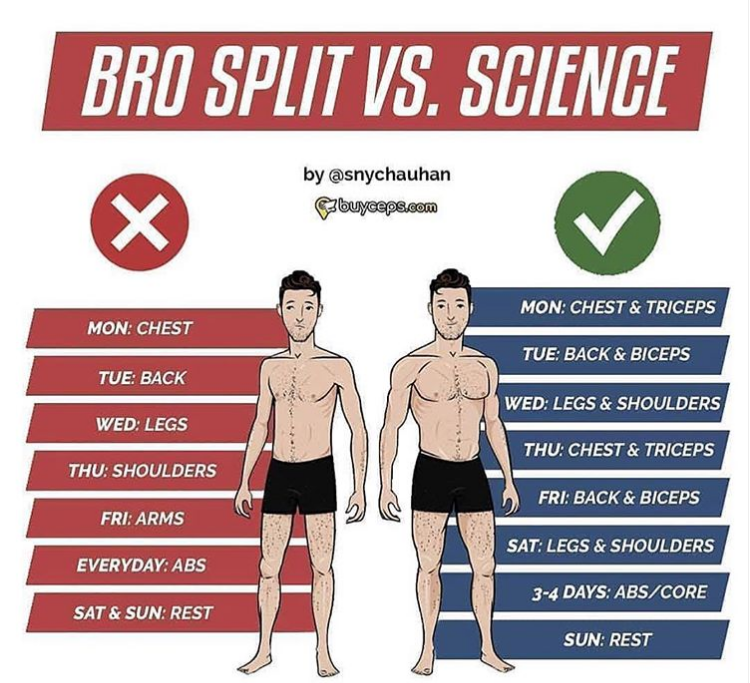 BRO SPLIT VS. SCIENCE
by @snychauhan
buyceps.com
MON: CHEST
TUE: BACK
WED: LEGS
THU: SHOULDERS
FRI: ARMS
EVERYDAY: ABS
SAT & SUN: REST
MON: CHEST & TRICEPS
TUE: BACK & BICEPS
WED: LEGS & SHOULDERS
THU: CHEST & TRICEPS
FRI: BACK & BICEPS
SAT: LEGS & SHOULDERS
3-4 DAYS: ABS/CORE
SUN: REST